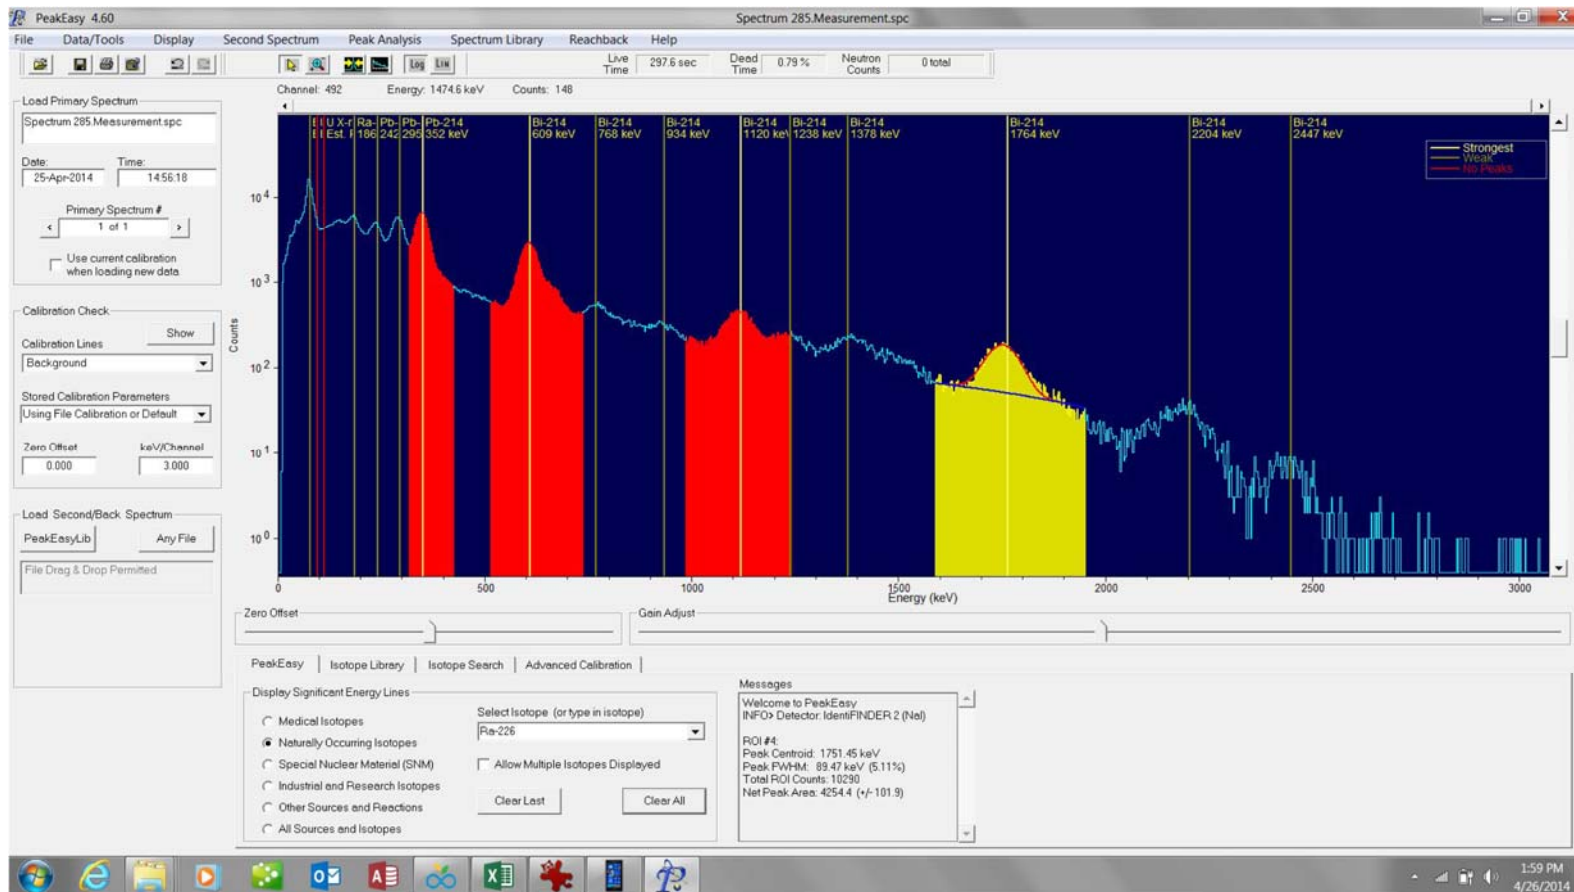 PeakEasy 4.60
Spectrum 285.Measurement.spc
File Data/Tools Display Second Spectrum Peak Analysis Spectrum Library Reachback Help
Log LIN
Live Time 297.6 sec Dead Time 0.79 % Neutron Counts 0 total
Channel: 492 Energy: 1474.6 keV Counts: 148
Load Primary Spectrum
Spectrum 285.Measurement.spc
Date: Time:
25-Apr-2014 14:56:18
Primary Spectrum #
< 1 of 1 >
Use current calibration
when loading new data
Calibration Check
Show
Calibration Lines
Background
Stored Calibration Parameters
Using File Calibration or Default
Zero Offset keV/Channel
0.000 3.000
Load Second/Back Spectrum
PeakEasyLib Any File
File Drag & Drop Permitted
U X-r Ra- Pb- Pb- Pb-214 Bi-214 Bi-214 Bi-214 Bi-214 Bi-214 Bi-214 Bi-214 Bi-214 Bi-214
Est. 186 242 295 352 keV 609 keV 768 keV 934 keV 1120 keV 1238 keV 1378 keV 1764 keV 2204 keV 2447 keV
Strongest
Weak
No Peaks
10 4
10 3
10 2
10 1
10 0
Counts
0 500 1000 1500 2000 2500 3000
Energy (keV)
Zero Offset
Gain Adjust
PeakEasy Isotope Library Isotope Search Advanced Calibration
Display Significant Energy Lines
Medical Isotopes
Naturally Occurring Isotopes
Special Nuclear Material (SNM)
Industrial and Research Isotopes
Other Sources and Reactions
All Sources and Isotopes
Select Isotope (or type in isotope)
Ra-226
Allow Multiple Isotopes Displayed
Clear Last Clear All
Messages
Welcome to PeakEasy
INFO> Detector: IdentiFINDER 2 (NaI)
ROI #4:
Peak Centroid: 1751.45 keV
Peak FWHM: 89.47 keV (5.11%)
Total ROI Counts: 10290
Net Peak Area: 4254.4 (+/- 101.9)
1:59 PM
4/26/2014